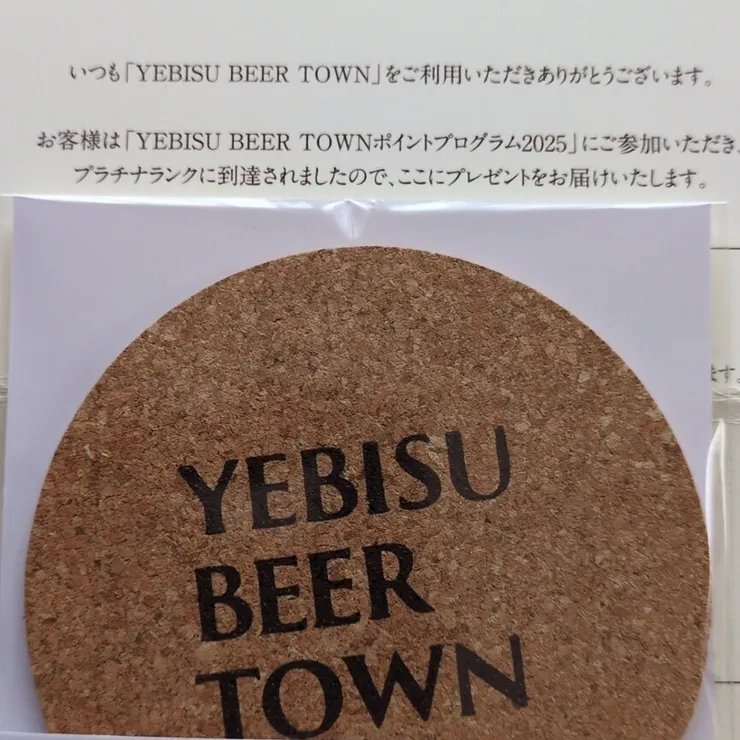 いつも「YEBISU BEER TOWN」をご利用いただきありがとうございます。
お客様は「YEBISU BEER TOWNポイントプログラム2025」にご参加いただき、
プラチナランクに到達されましたので、ここにプレゼントをお届けいたします。
ます。
YEBISU
BEER
TOWN